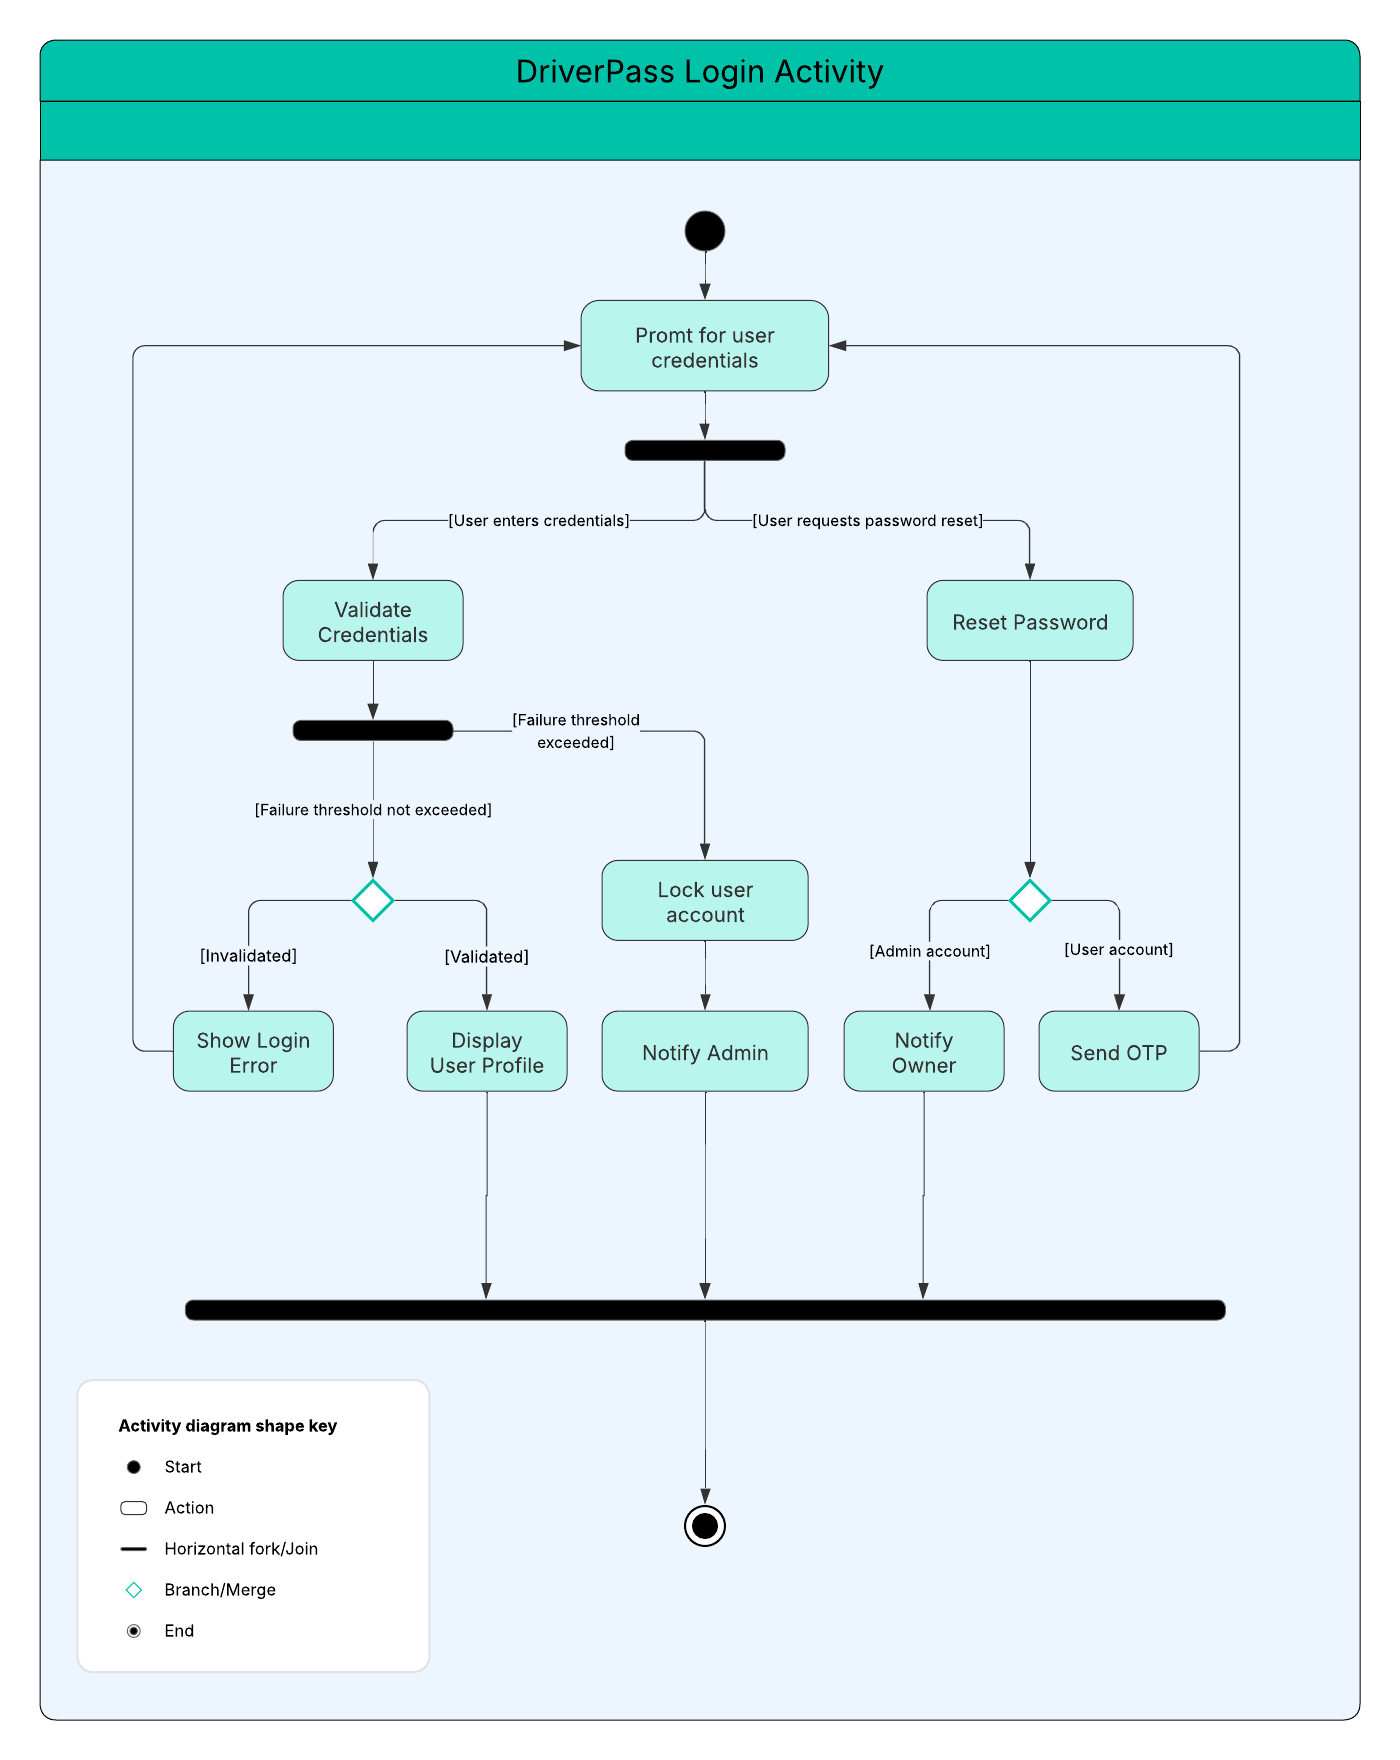 DriverPass Login Activity
Promt for user
credentials
[User enters credentials]
[User requests password reset]
Validate
Credentials
Reset Password
[Failure threshold
exceeded]
[Failure threshold not exceeded]
Lock user
account
[Invalidated]
[Validated]
[Admin account]
[User account]
Show Login
Error
Display
User Profile
Notify Admin
Notify
Owner
Send OTP
Activity diagram shape key
Start
Action
Horizontal fork/Join
Branch/Merge
End